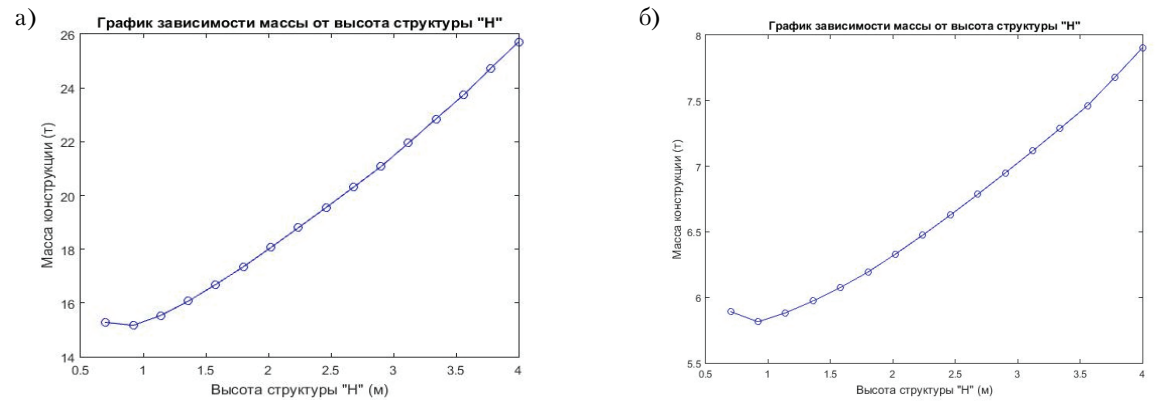 а)
График зависимости массы от высота структуры "Н"
26
24
22
20
18
16
14
0.5 1 1.5 2 2.5 3 3.5 4
Масса конструкции (т)
Высота структуры "Н" (м)
б)
График зависимости массы от высота структуры "Н"
8
7.5
7
6.5
6
5.5
0.5 1 1.5 2 2.5 3 3.5 4
Масса конструкции (т)
Высота структуры "Н" (м)